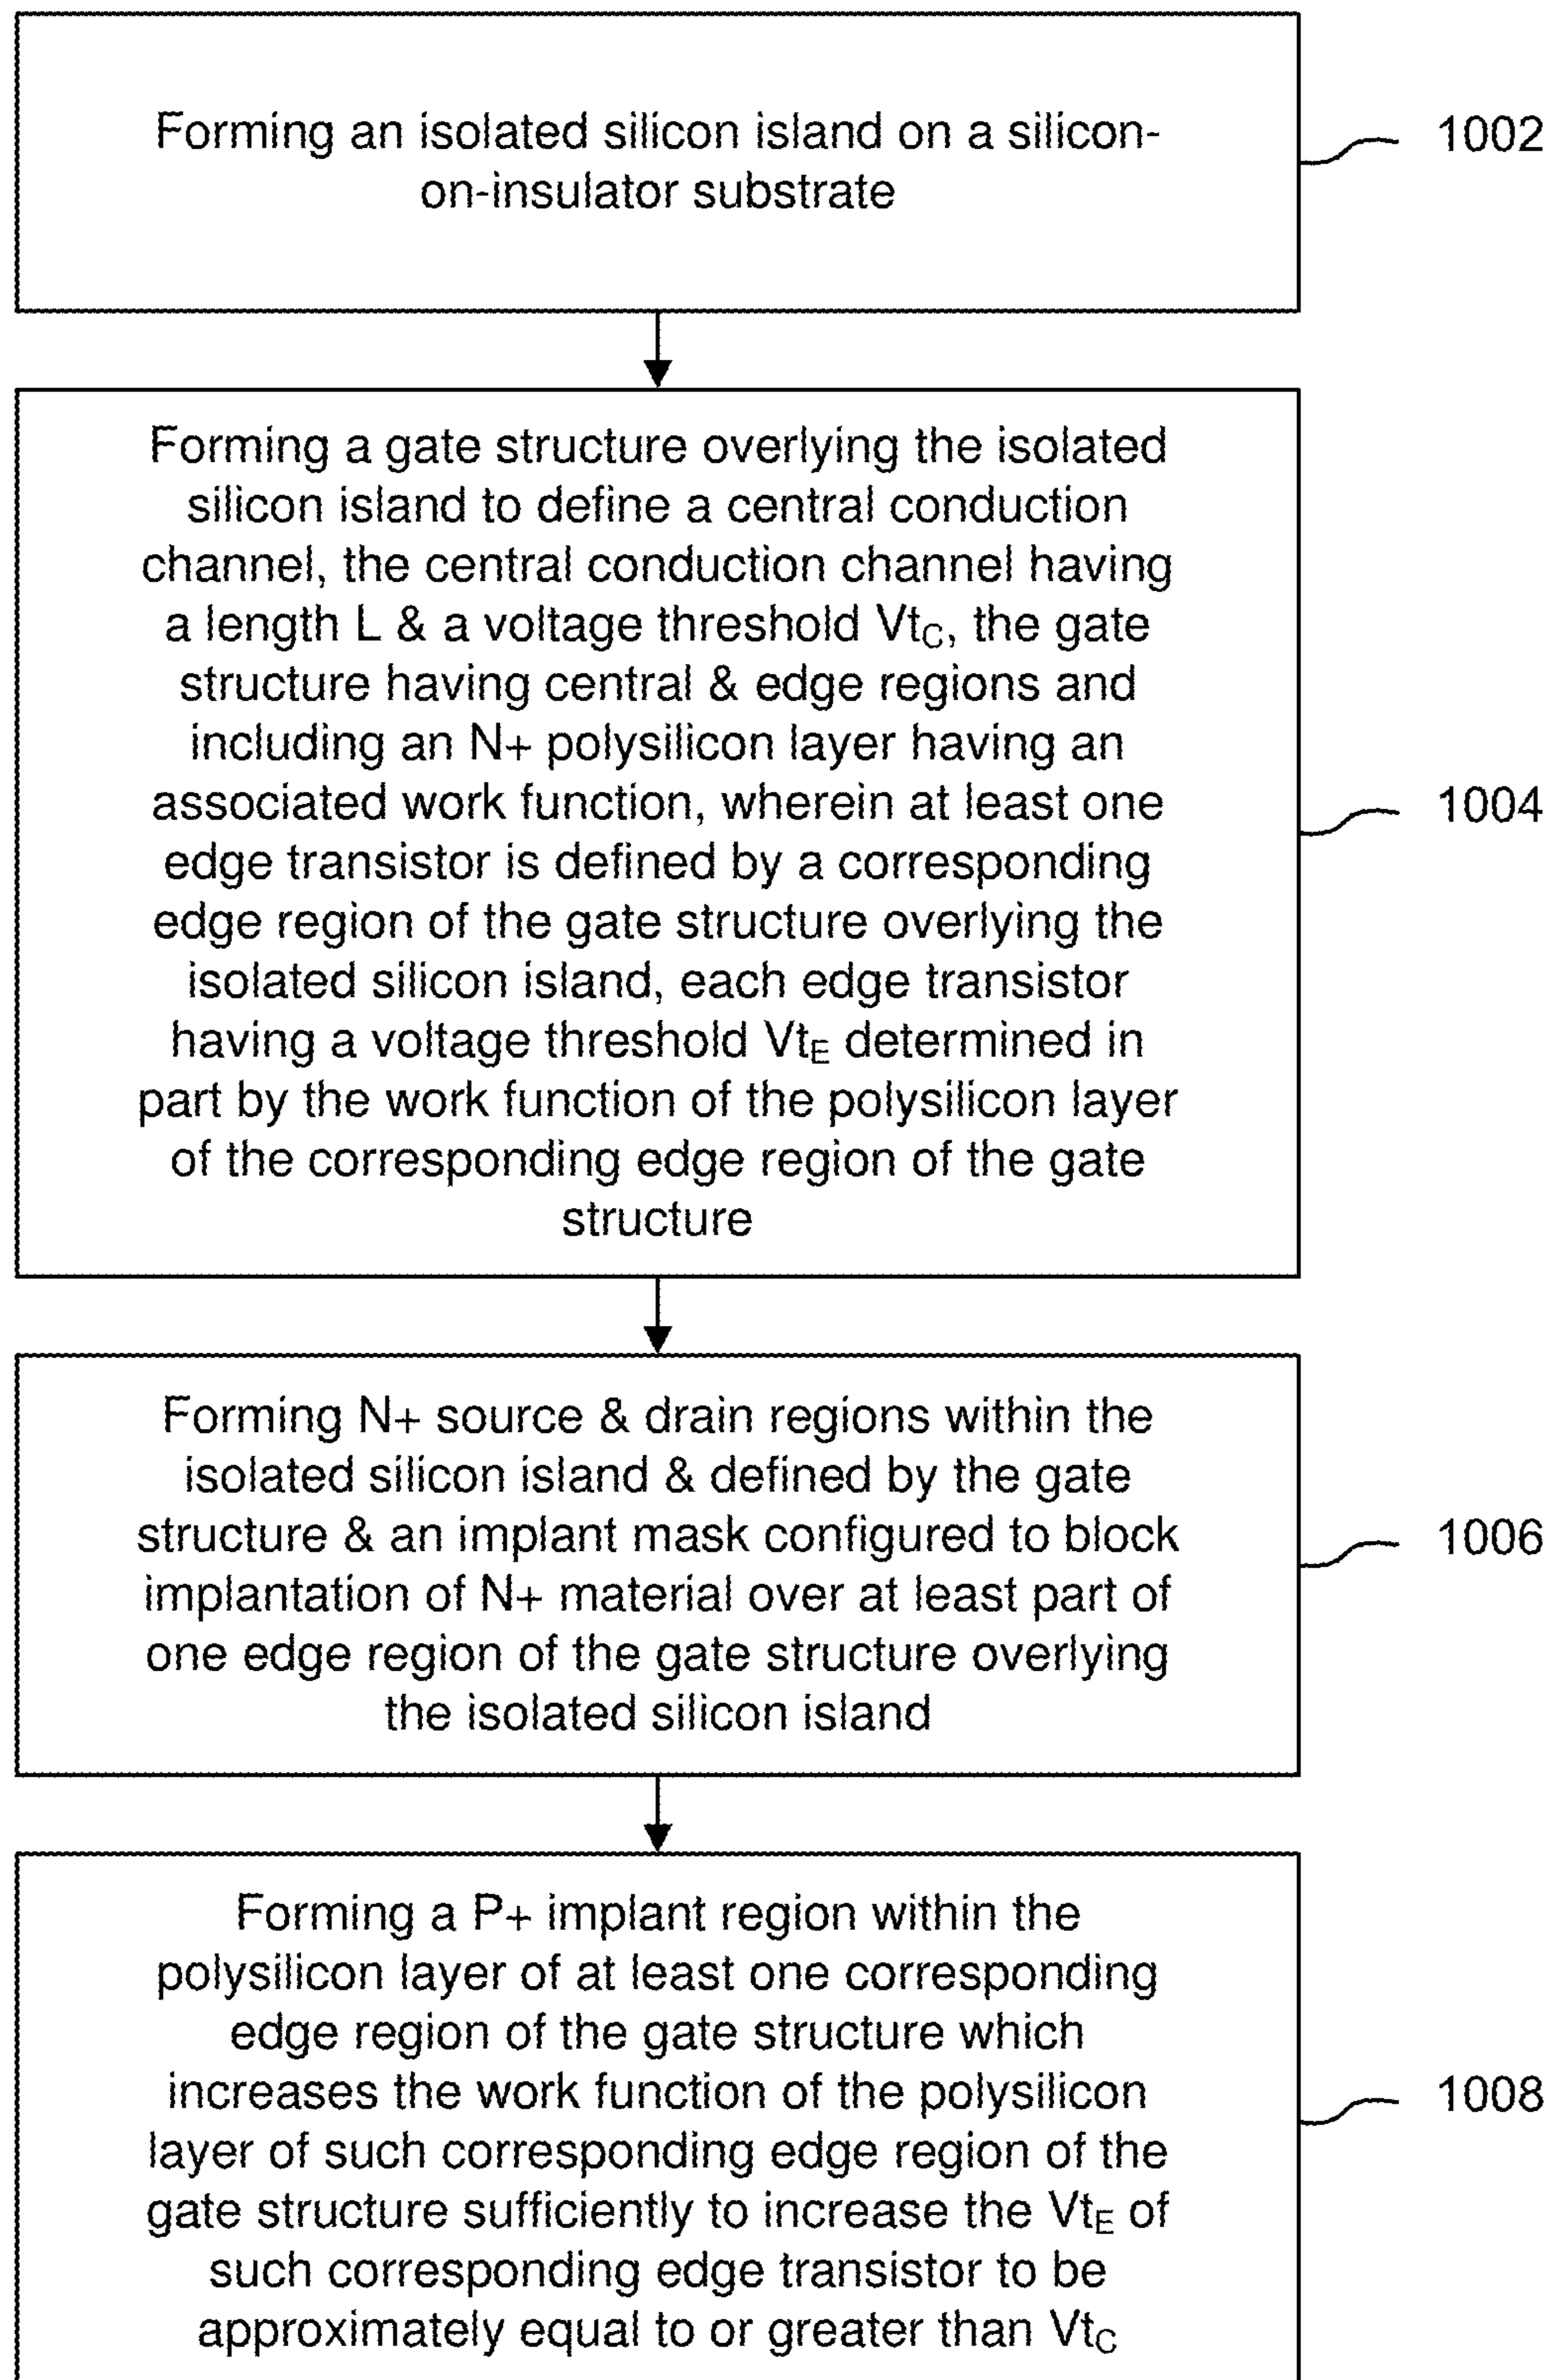 Forming an isolated silicon island on a silicon-
on-insulator substrate
1002
Forming a gate structure overlying the isolated
silicon island to define a central conduction
channel, the central conduction channel having
a length L & a voltage threshold Vtc, the gate
structure having central & edge regions and
including an N+ polysilicon layer having an
associated work function, wherein at least one
edge transistor is defined by a corresponding
edge region of the gate structure overlying the
isolated silicon island, each edge transistor
having a voltage threshold VtE determined in
part by the work function of the polysilicon layer
of the corresponding edge region of the gate
structure
1004
Forming N+ source & drain regions within the
isolated silicon island & defined by the gate
structure & an implant mask configured to block
implantation of N+ material over at least part of
one edge region of the gate structure overlying
the isolated silicon island
1006
Forming a P+ implant region within the
polysilicon layer of at least one corresponding
edge region of the gate structure which
increases the work function of the polysilicon
layer of such corresponding edge region of the
gate structure sufficiently to increase the VtE of
such corresponding edge transistor to be
approximately equal to or greater than VtC
1008